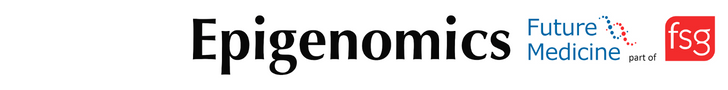 Epigenomics
Future
Medicine part of
fsg